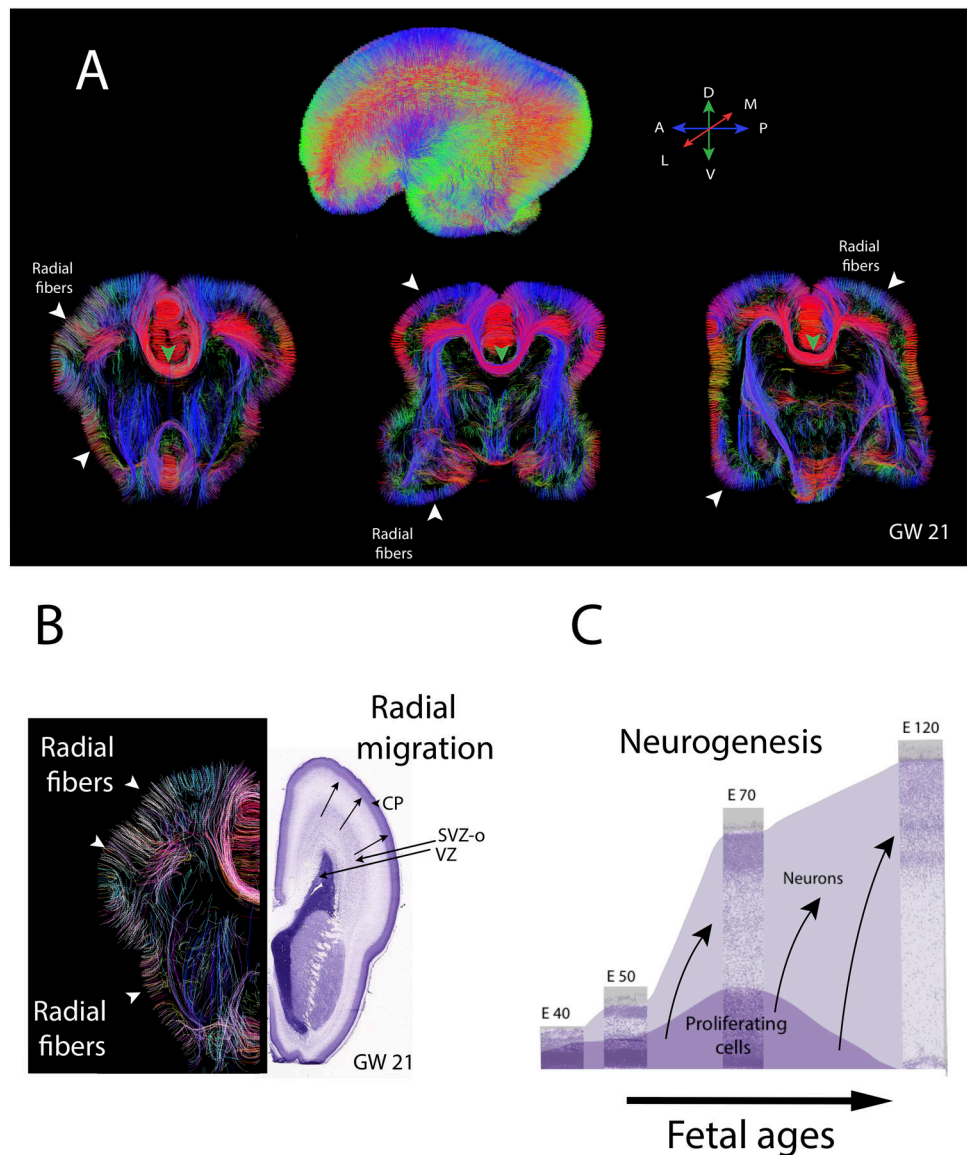 A
D
M
A
P
L
V
Radial
fibers
Radial
fibers
Radial
fibers
GW 21
B
C
Radial
fibers
Radial
migration
CP
SVZ-o
VZ
Radial
fibers
GW 21
Neurogenesis
E 120
E 70
Neurons
E 50
E 40
Proliferating
cells
Fetal ages